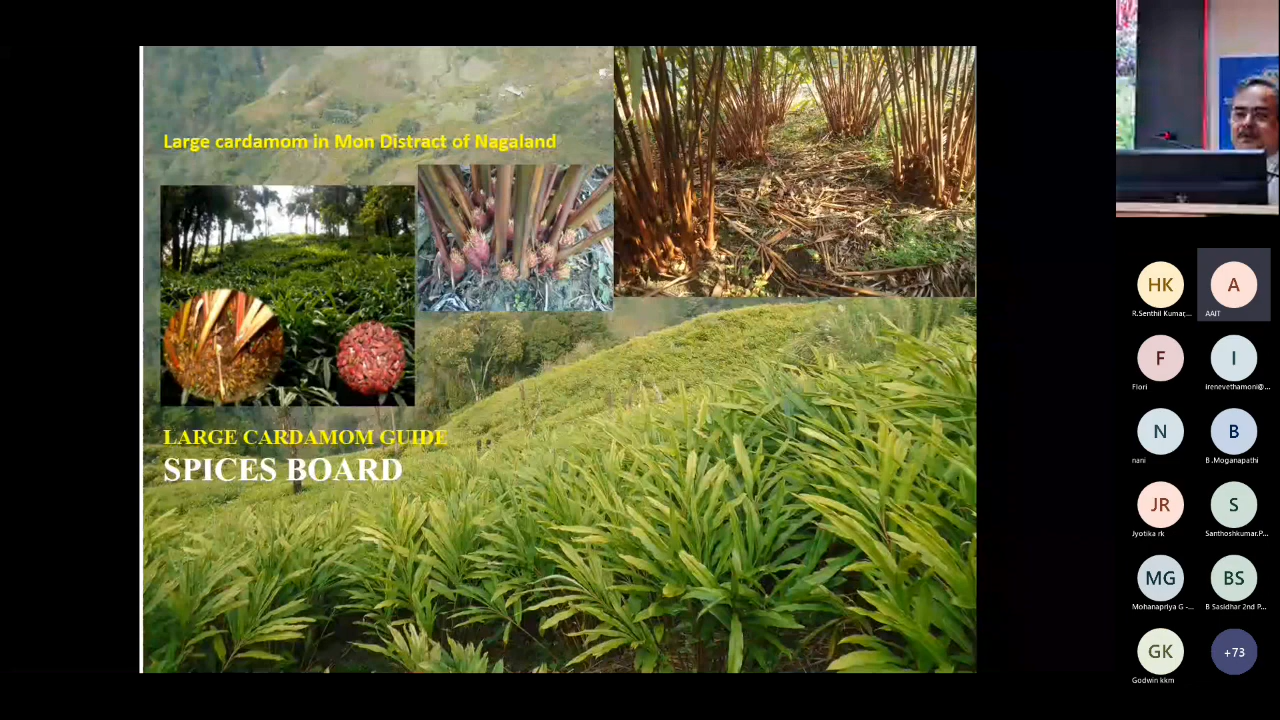 Large cardamom in Mon Distract of Nagaland
LARGE CARDAMOM GUIDE
SPICES BOARD
HK
R.Senthil Kumar,...
A
AAIT
F
Flori
I
irenevethamoni@...
N
nani
B
B .Moganapathi
JR
Jyotika rk
S
Santhoshkumar.P...
MG
Mohanapriya G -...
BS
B Sasidhar 2nd P...
GK
Godwin kkm
+73